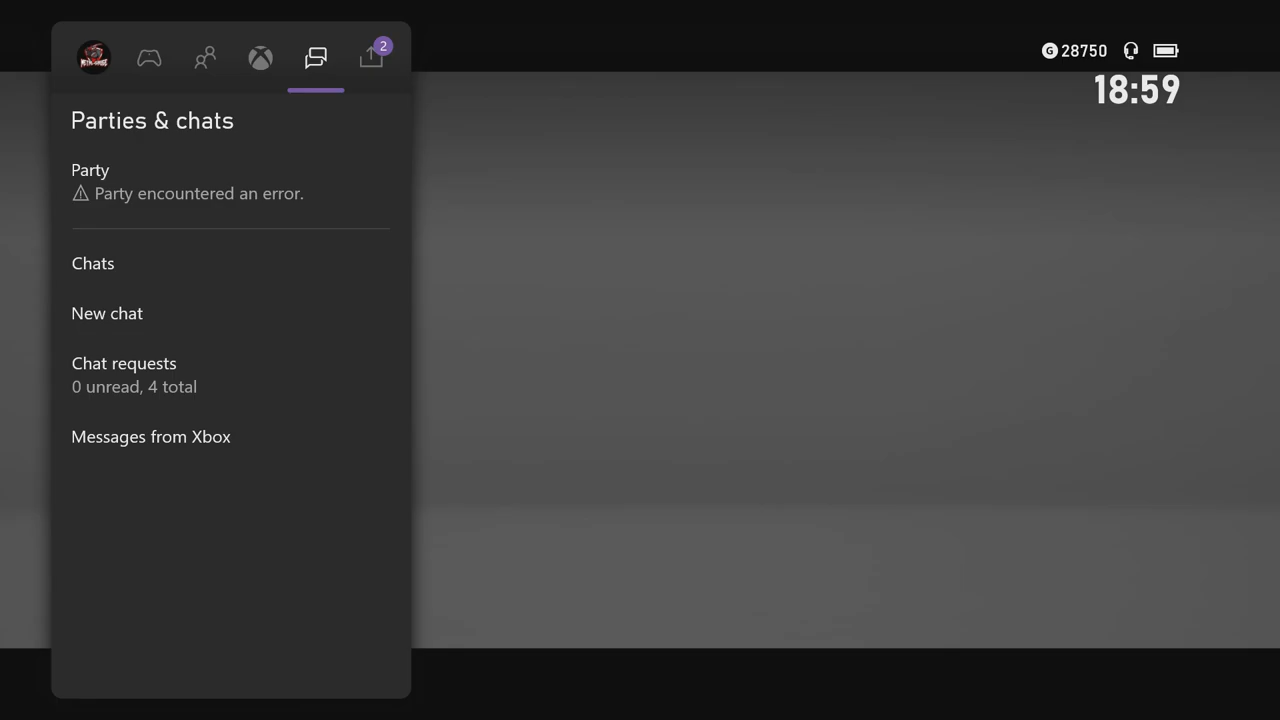 2
G 28750
18:59
Parties & chats
Party
Party encountered an error.
Chats
New chat
Chat requests
0 unread, 4 total
Messages from Xbox